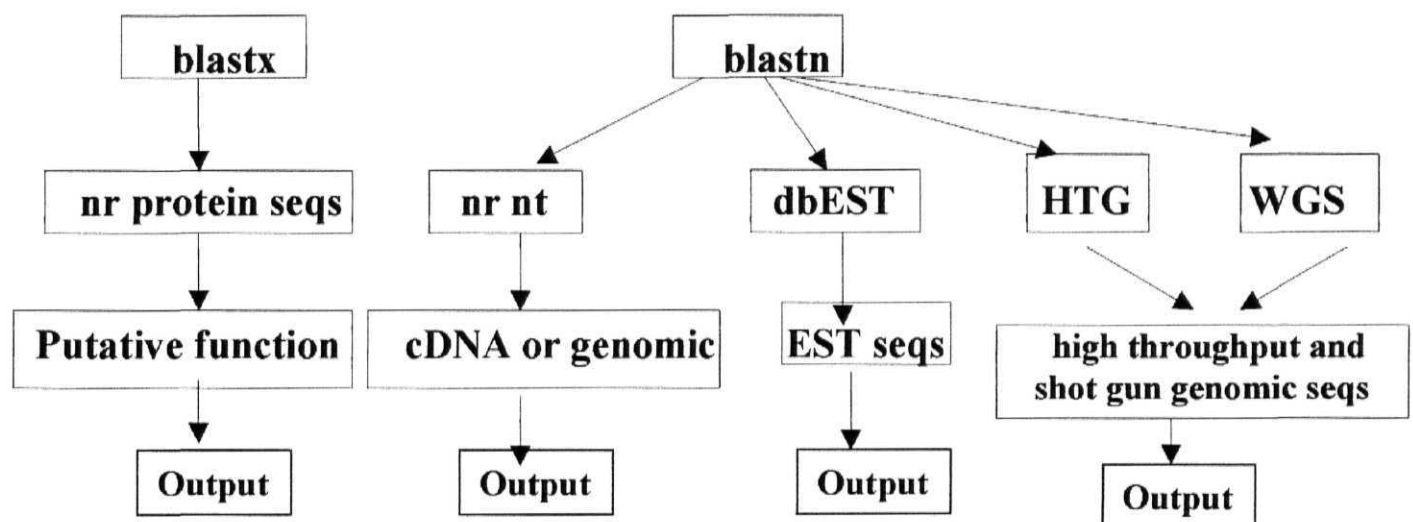 blastx
blastn
nr protein seqs
nr nt
dbEST
HTG
WGS
Putative function
cDNA or genomic
EST seqs
high throughput and
shot gun genomic seqs
Output
Output
Output
Output